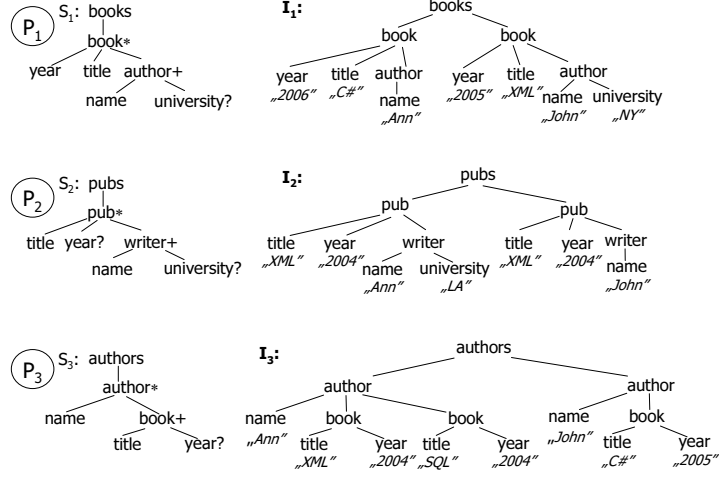 P1 S1: books I1: books
book* book book
year title author+ year title author year title author
name university? „2006” „C#” name „2005” „XML” name university
„Ann” „John” „NY”
P2 S2: pubs I2: pubs
pub* pub pub
title year? writer+ title year writer title year writer
name university? „XML” „2004” name university „XML” „2004” name
„Ann” „LA” „John”
P3 S3: authors I3: authors
author* author author
name book+ name book book name book
title year? „Ann” title year title year „John” title year
„XML” „2004” „SQL” „2004” „C#” „2005”